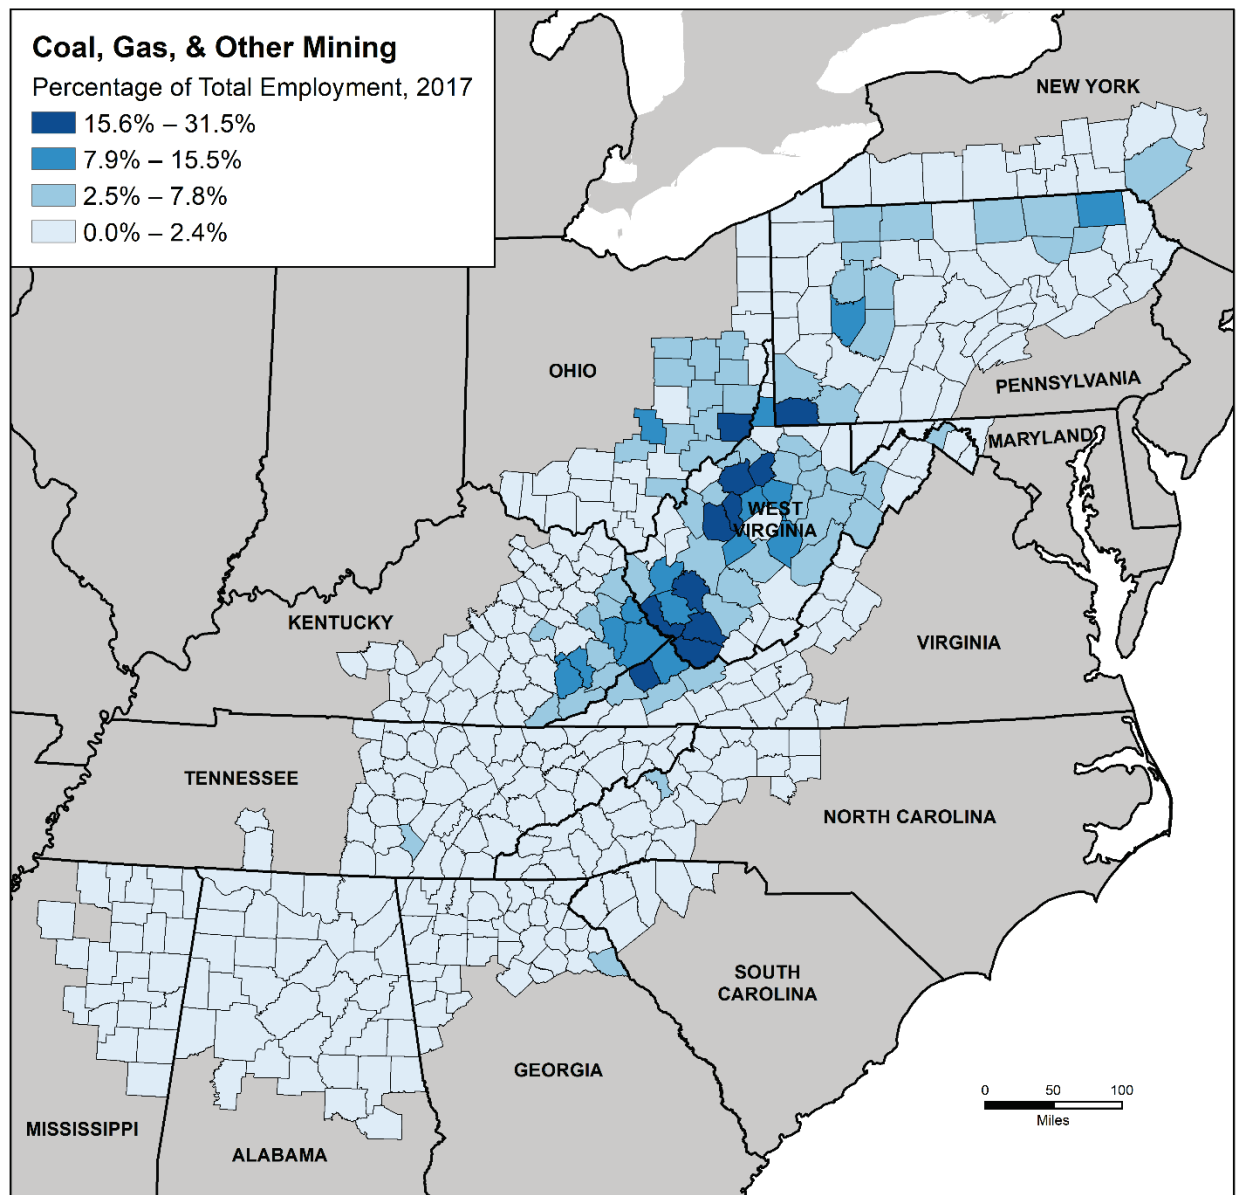 Coal, Gas, & Other Mining
Percentage of Total Employment, 2017
15.6% – 31.5%
7.9% – 15.5%
2.5% – 7.8%
0.0% – 2.4%
NEW YORK
OHIO
PENNSYLVANIA
MARYLAND
WEST
VIRGINIA
KENTUCKY
VIRGINIA
TENNESSEE
NORTH CAROLINA
SOUTH
CAROLINA
GEORGIA
0 50 100
Miles
MISSISSIPPI
ALABAMA